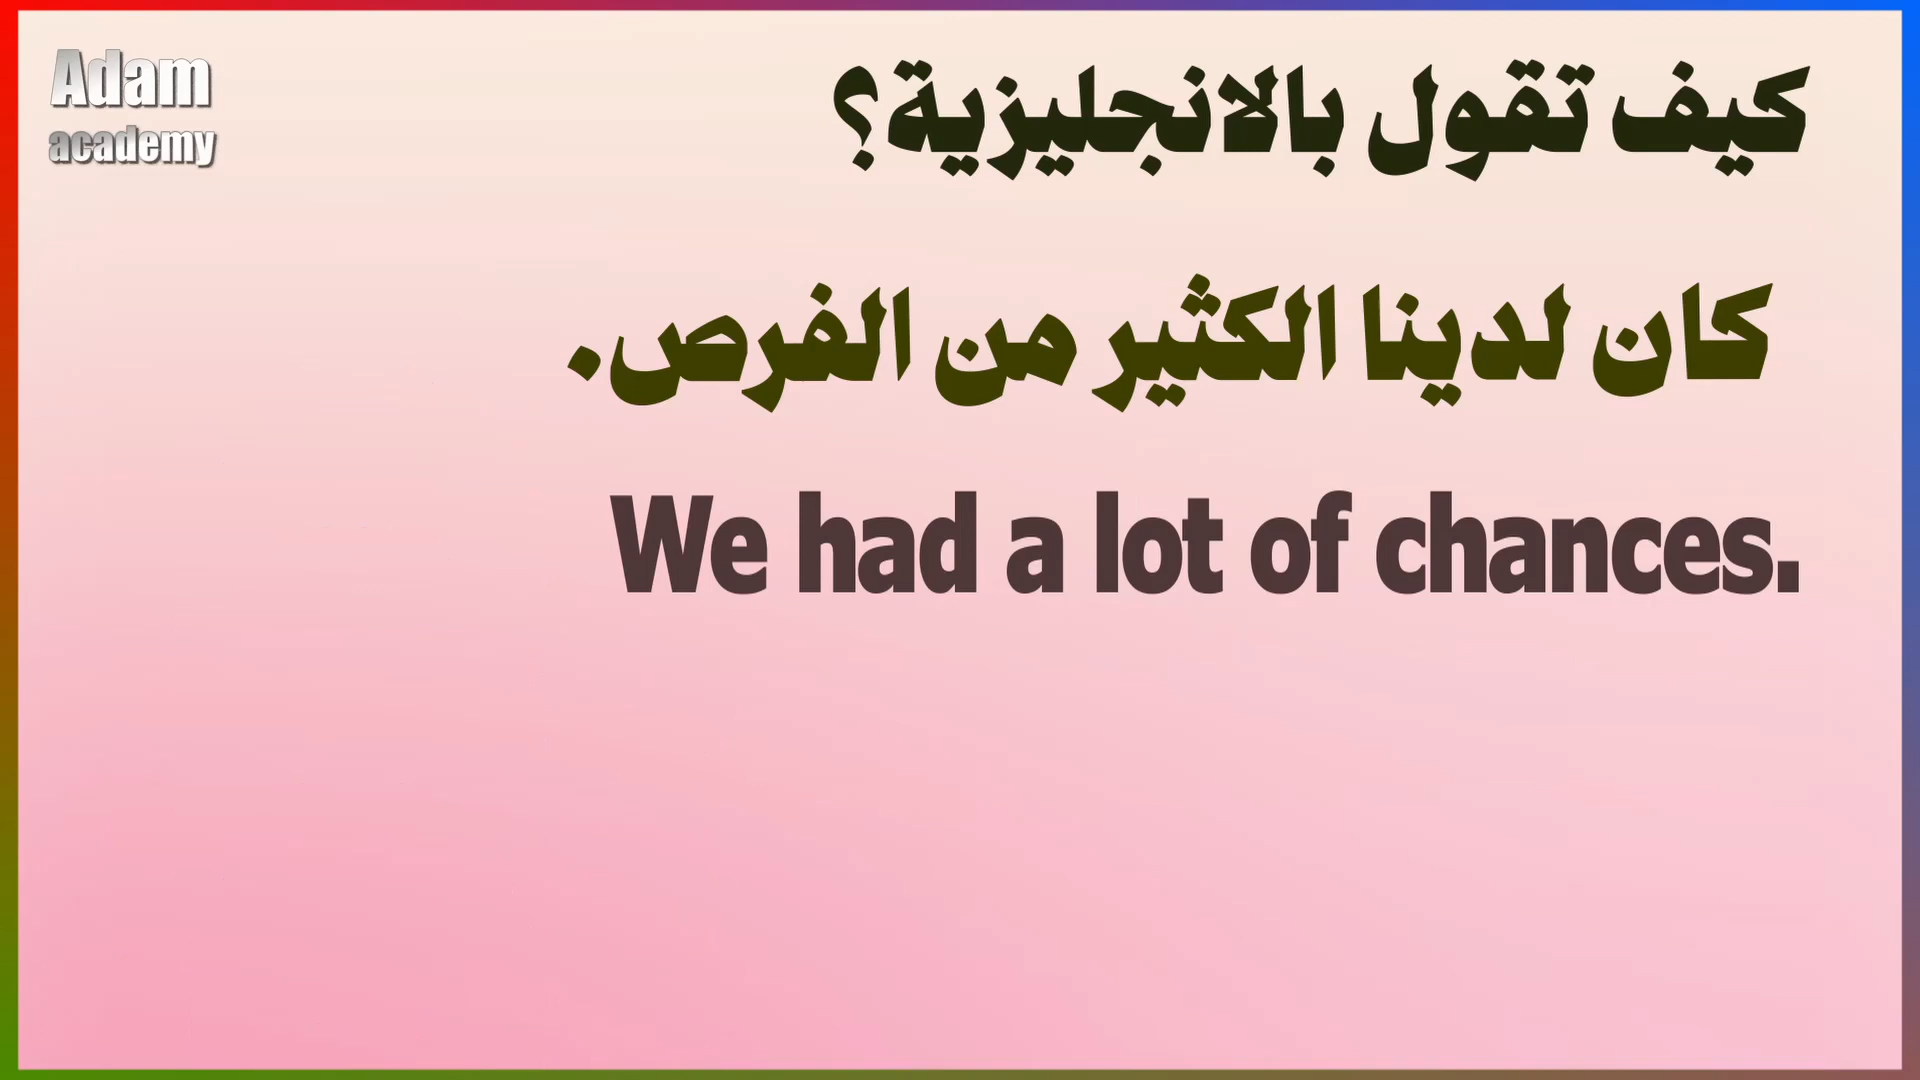 Adam
academy
كيف تقول بالانجليزية؟
كان لدينا الكثير من الفرص.
We had a lot of chances.